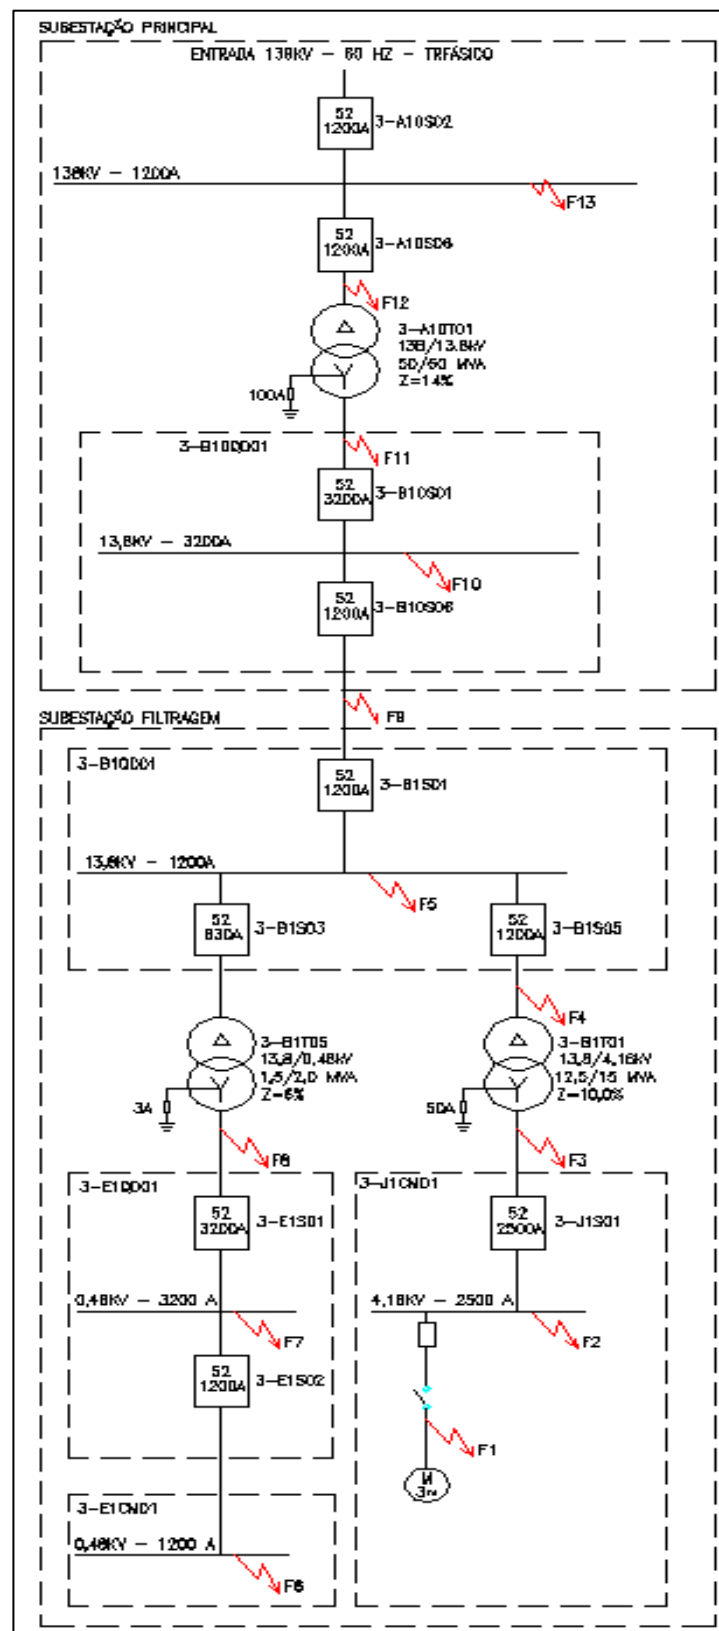 SUBESTAÇÃO PRINCIPAL
ENTRADA 138KV - 60 HZ - TRFÁSICO
52
1200A
3-A10S02
138KV - 1200A
F13
52
1200A
3-A10S06
F12
3-A10T01
138/13.8KV
50/60 MVA
Z=14%
100A
3-B10QD01
F11
52
3200A
3-B10S01
13,8KV - 3200A
F10
52
1200A
3-B10S06
F9
SUBESTAÇÃO FILTRAGEM
3-B1QD01
52
1200A
3-B1S01
13,8KV - 1200A
F5
52
630A
3-B1S03
52
1200A
3-B1S05
F4
3-B1T05
13,8/0,48KV
1,5/2,0 MVA
Z=6%
3A
3-B1T01
13,8/4,16KV
12,5/15 MVA
Z=10,0%
50A
F8
F3
3-E1QD01
3-J1CMD1
52
3200A
3-E1S01
52
2500A
3-J1S01
0,48KV - 3200 A
4,16KV - 2500 A
F7
F2
52
1200A
3-E1S02
F1
M
3~
3-E1CMD1
0,48KV - 1200 A
F6